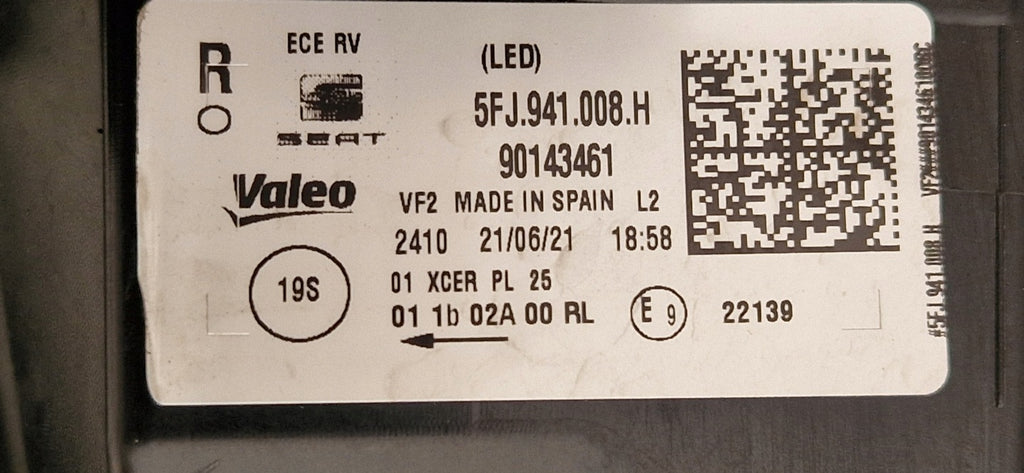 R
ECE RV
SEAT
(LED)
5FJ.941.008.H
90143461
Valeo
VF2 MADE IN SPAIN L2
2410 21/06/21 18:58
19S
01 XCER PL 25
01 1b 02A 00 RL
E 9
22139